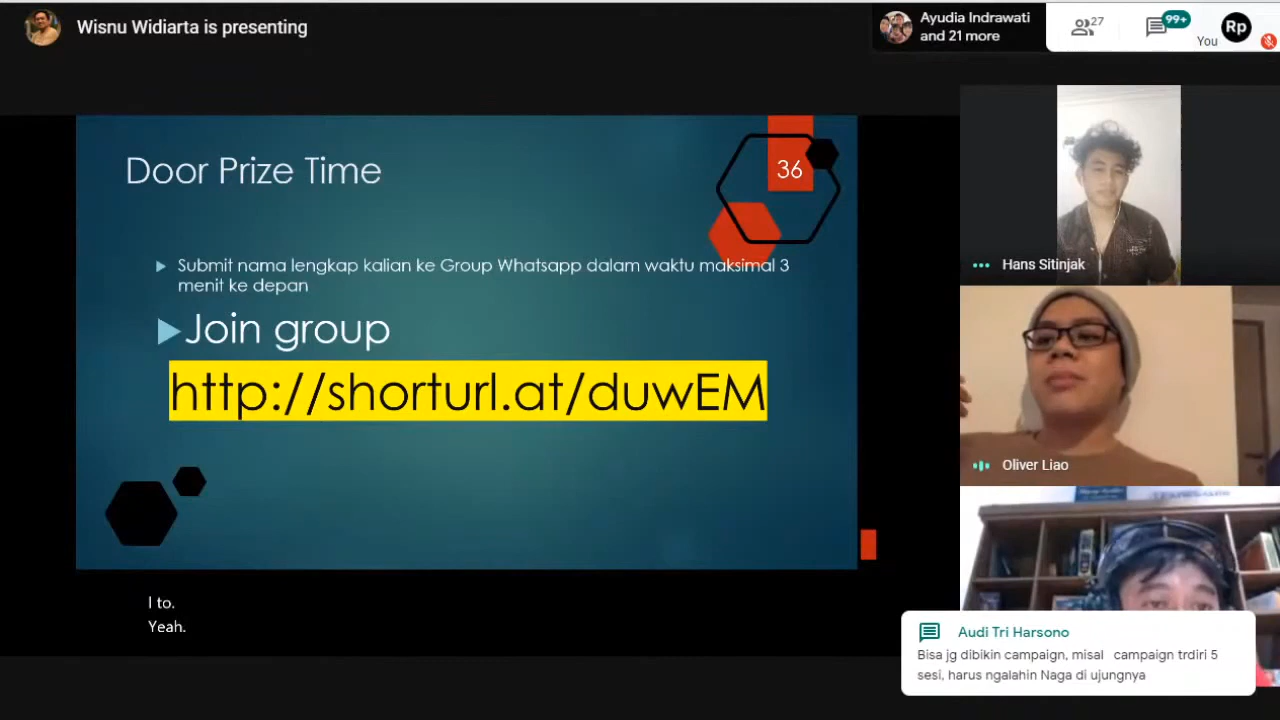 Wisnu Widiarta is presenting
Ayudia Indrawati
and 21 more
27
99+
You
Rp
Door Prize Time
36
Submit nama lengkap kalian ke Group Whatsapp dalam waktu maksimal 3
menit ke depan
Join group
http://shorturl.at/duwEM
Hans Sitinjak
Oliver Liao
I to.
Yeah.
Audi Tri Harsono
Bisa jg dibikin campaign, misal campaign trdiri 5
sesi, harus ngalahin Naga di ujungnya